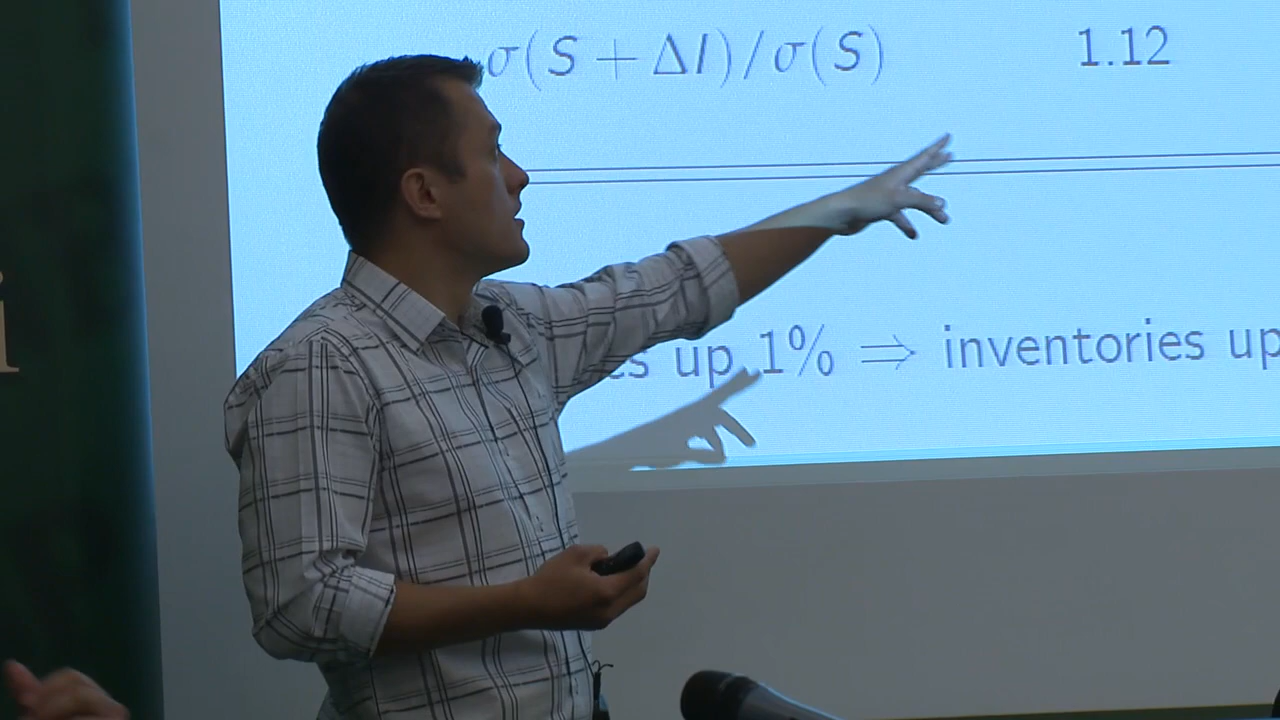 σ(S + ΔI)/σ(S) 1.12
up 1% ⇒ inventories up
i